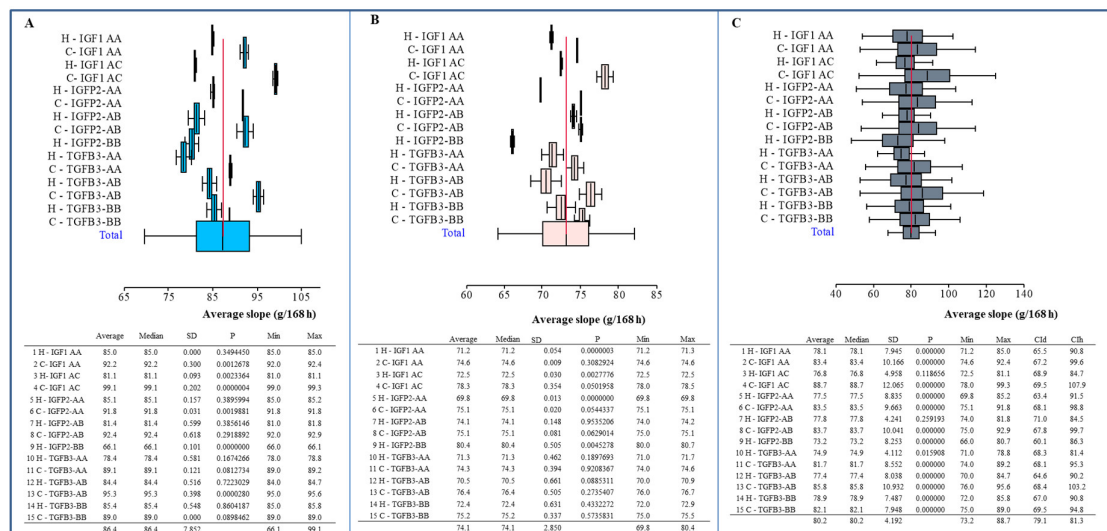 A
H - IGF1 AA
C- IGF1 AA
H- IGF1 AC
C- IGF1 AC
H - IGFP2-AA
C - IGFP2-AA
H - IGFP2-AB
C - IGFP2-AB
H - IGFP2-BB
H - TGFB3-AA
C - TGFB3-AA
H - TGFB3-AB
C - TGFB3-AB
H - TGFB3-BB
C - TGFB3-BB
Total
65 75 85 95 105
Average slope (g/168 h)
Average Median SD P Min Max
1 H - IGF1 AA 85.0 85.0 0.000 0.3494450 85.0 85.0
2 C- IGF1 AA 92.2 92.2 0.300 0.0012678 92.0 92.4
3 H- IGF1 AC 81.1 81.1 0.093 0.0023364 81.0 81.1
4 C- IGF1 AC 99.1 99.1 0.202 0.0000004 99.0 99.3
5 H - IGFP2-AA 85.1 85.1 0.157 0.3895994 85.0 85.2
6 C - IGFP2-AA 91.8 91.8 0.031 0.0019881 91.8 91.8
7 H - IGFP2-AB 81.4 81.4 0.599 0.3856146 81.0 81.8
8 C - IGFP2-AB 92.4 92.4 0.618 0.2918892 92.0 92.9
9 H - IGFP2-BB 66.1 66.1 0.101 0.0000000 66.0 66.1
10 H - TGFB3-AA 78.4 78.4 0.581 0.1674266 78.0 78.8
11 C - TGFB3-AA 89.1 89.1 0.121 0.0812734 89.0 89.2
12 H - TGFB3-AB 84.4 84.4 0.516 0.7223029 84.0 84.7
13 C - TGFB3-AB 95.3 95.3 0.398 0.0000280 95.0 95.6
14 H - TGFB3-BB 85.4 85.4 0.548 0.8604187 85.0 85.8
15 C - TGFB3-BB 89.0 89.0 0.000 0.0898462 89.0 89.0
86.4 86.4 2.852 66.1 99.1
B
H - IGF1 AA
C- IGF1 AA
H- IGF1 AC
C- IGF1 AC
H - IGFP2-AA
C - IGFP2-AA
H - IGFP2-AB
C - IGFP2-AB
H - IGFP2-BB
H - TGFB3-AA
C - TGFB3-AA
H - TGFB3-AB
C - TGFB3-AB
H - TGFB3-BB
C - TGFB3-BB
Total
60 65 70 75 80 85
Average slope (g/168 h)
Average Median SD P Min Max
1 H - IGF1 AA 71.2 71.2 0.054 0.0000003 71.2 71.3
2 C- IGF1 AA 74.6 74.6 0.009 0.3082924 74.6 74.6
3 H- IGF1 AC 72.5 72.5 0.030 0.0027776 72.5 72.5
4 C- IGF1 AC 78.3 78.3 0.354 0.0501958 78.0 78.5
5 H - IGFP2-AA 69.8 69.8 0.013 0.0000000 69.8 69.8
6 C - IGFP2-AA 75.1 75.1 0.020 0.0544337 75.1 75.1
7 H - IGFP2-AB 74.1 74.1 0.148 0.9535206 74.0 74.2
8 C - IGFP2-AB 75.1 75.1 0.081 0.0629014 75.0 75.1
9 H - IGFP2-BB 80.4 80.4 0.505 0.0045278 80.0 80.7
10 H - TGFB3-AA 71.3 71.3 0.462 0.1897693 71.0 71.7
11 C - TGFB3-AA 74.3 74.3 0.394 0.9208367 74.0 74.6
12 H - TGFB3-AB 70.5 70.5 0.661 0.0885311 70.0 70.9
13 C - TGFB3-AB 76.4 76.4 0.505 0.2735407 76.0 76.7
14 H - TGFB3-BB 72.4 72.4 0.631 0.4332272 72.0 72.9
15 C - TGFB3-BB 75.2 75.2 0.337 0.5735831 75.0 75.5
74.1 74.1 2.850 69.8 80.4
C
H - IGF1 AA
C- IGF1 AA
H- IGF1 AC
C- IGF1 AC
H - IGFP2-AA
C - IGFP2-AA
H - IGFP2-AB
C - IGFP2-AB
H - IGFP2-BB
H - TGFB3-AA
C - TGFB3-AA
H - TGFB3-AB
C - TGFB3-AB
H - TGFB3-BB
C - TGFB3-BB
Total
40 60 80 100 120 140
Average slope (g/168 h)
Average Median SD P Min Max CId CIh
1 H - IGF1 AA 78.1 78.1 7.945 0.000000 71.2 85.0 65.5 90.8
2 C- IGF1 AA 83.4 83.4 10.166 0.000000 74.6 92.4 67.2 99.6
3 H- IGF1 AC 76.8 76.8 4.958 0.118656 72.5 81.1 68.9 84.7
4 C- IGF1 AC 88.7 88.7 12.065 0.000000 78.0 99.3 69.5 107.9
5 H - IGFP2-AA 77.5 77.5 8.835 0.000000 69.8 85.2 63.4 91.5
6 C - IGFP2-AA 83.5 83.5 9.663 0.000000 75.1 91.8 68.1 98.8
7 H - IGFP2-AB 77.8 77.8 4.241 0.259193 74.0 81.8 71.0 84.5
8 C - IGFP2-AB 83.7 83.7 10.041 0.000000 75.0 92.9 67.8 99.7
9 H - IGFP2-BB 73.2 73.2 8.253 0.000000 66.0 80.7 60.1 86.3
10 H - TGFB3-AA 74.9 74.9 4.112 0.015908 71.0 78.8 68.3 81.4
11 C - TGFB3-AA 81.7 81.7 8.552 0.000000 74.0 89.2 68.1 95.3
12 H - TGFB3-AB 77.4 77.4 8.038 0.000000 70.0 84.7 64.6 90.2
13 C - TGFB3-AB 85.8 85.8 10.932 0.000000 76.0 95.6 68.4 103.2
14 H - TGFB3-BB 78.9 78.9 7.487 0.000000 72.0 85.8 67.0 90.8
15 C - TGFB3-BB 82.1 82.1 7.948 0.000000 75.0 89.0 69.5 94.8
80.2 80.2 4.192 73.2 88.7 79.1 81.3